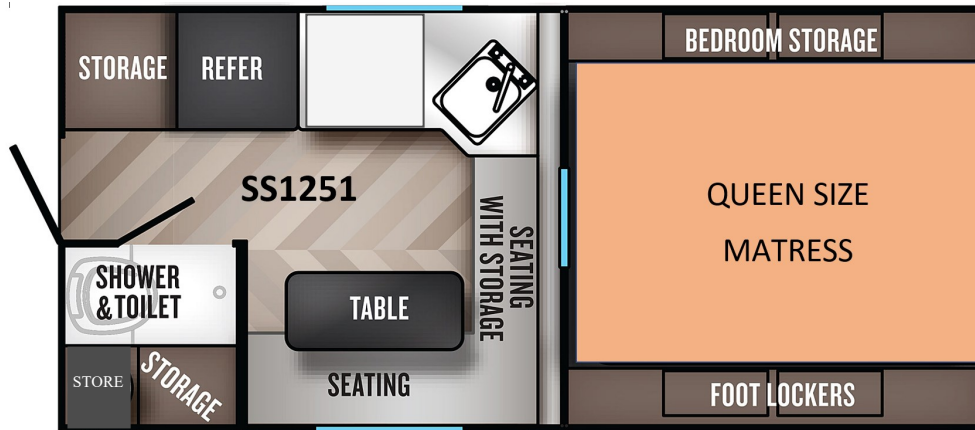 STORAGE
REFER
BEDROOM STORAGE
SS1251
SEATING
WITH STORAGE
QUEEN SIZE
MATRESS
SHOWER
& TOILET
TABLE
STORE
STORAGE
SEATING
FOOT LOCKERS